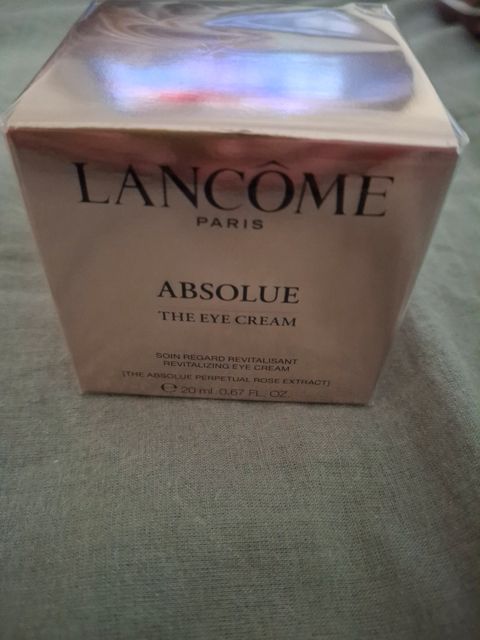 LANCÔME
PARIS
ABSOLUE
THE EYE CREAM
SOIN REGARD REVITALISANT
REVITALIZING EYE CREAM
[THE ABSOLUE PERPETUAL ROSE EXTRACT]
℮ 20 ml 0.67 FL. OZ